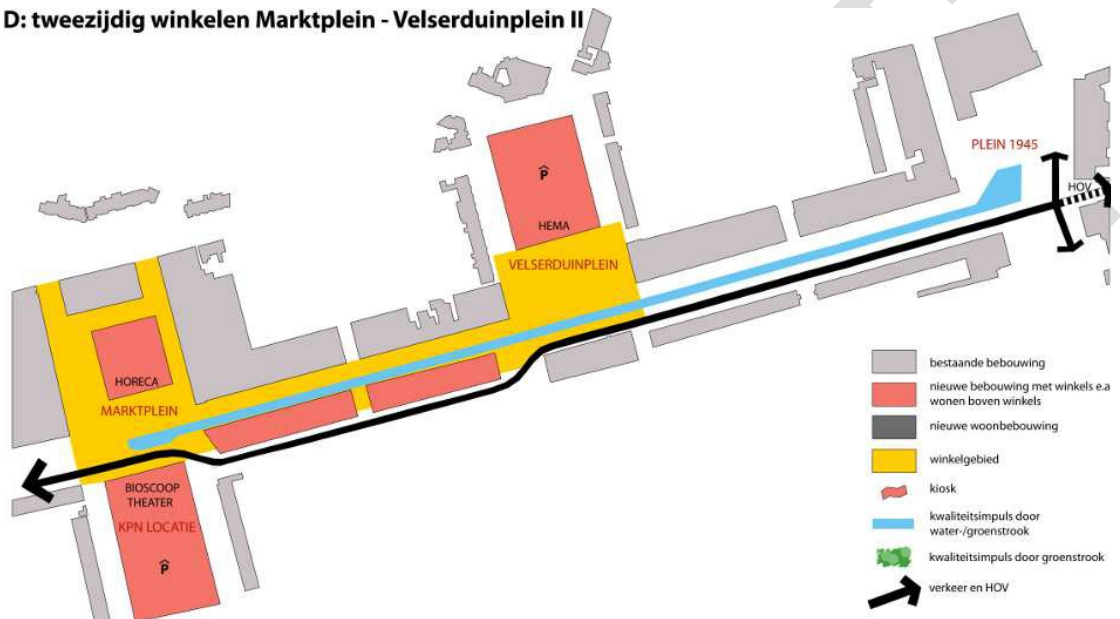 D: tweezijdig winkelen Marktplein - Velserduinplein II
PLEIN 1945
HOV
P
HEMA
VELSERDUINPLEIN
HORECA
MARKTPLEIN
BIOSCOOP
THEATER
KPN LOCATIE
P
bestaande bebouwing
nieuwe bebouwing met winkels e.a
wonen boven winkels
nieuwe woonbebouwing
winkelgebied
kiosk
kwaliteitsimpuls door
water-/groenstrook
kwaliteitsimpuls door groenstrook
verkeer en HOV